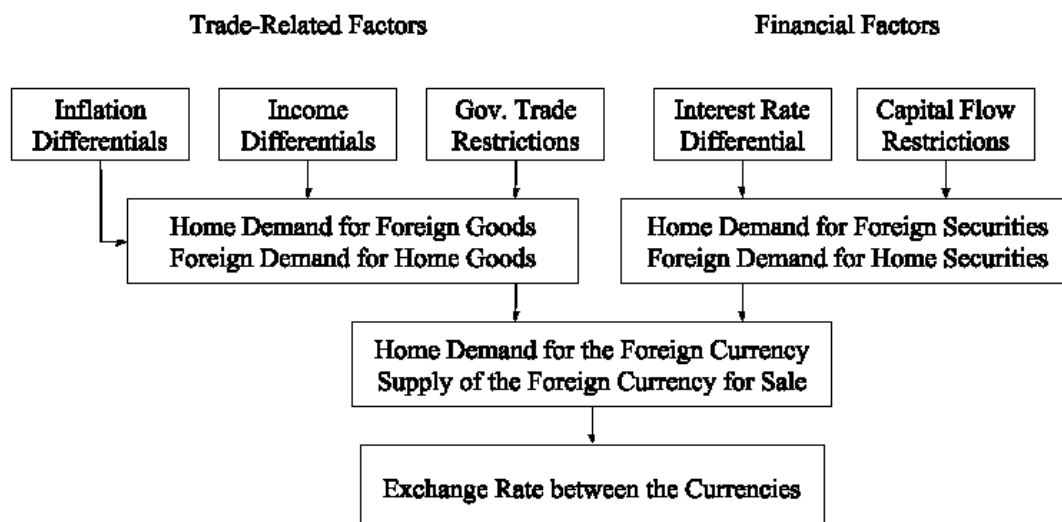 Trade-Related Factors
Financial Factors
Inflation
Differentials
Income
Differentials
Gov. Trade
Restrictions
Interest Rate
Differential
Capital Flow
Restrictions
Home Demand for Foreign Goods
Foreign Demand for Home Goods
Home Demand for Foreign Securities
Foreign Demand for Home Securities
Home Demand for the Foreign Currency
Supply of the Foreign Currency for Sale
Exchange Rate between the Currencies